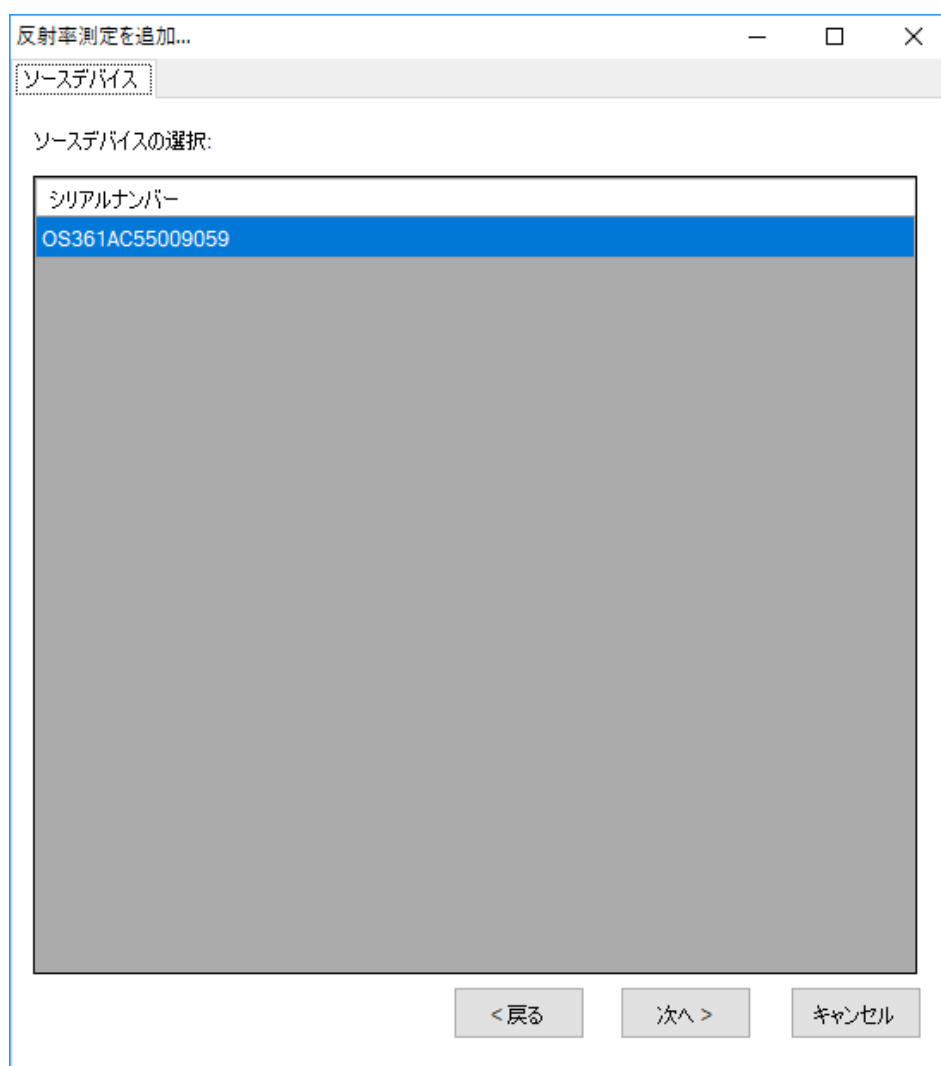 反射率測定を追加...
ソースデバイス
ソースデバイスの選択:
シリアルナンバー
OS361AC55009059
<戻る 次へ > キャンセル